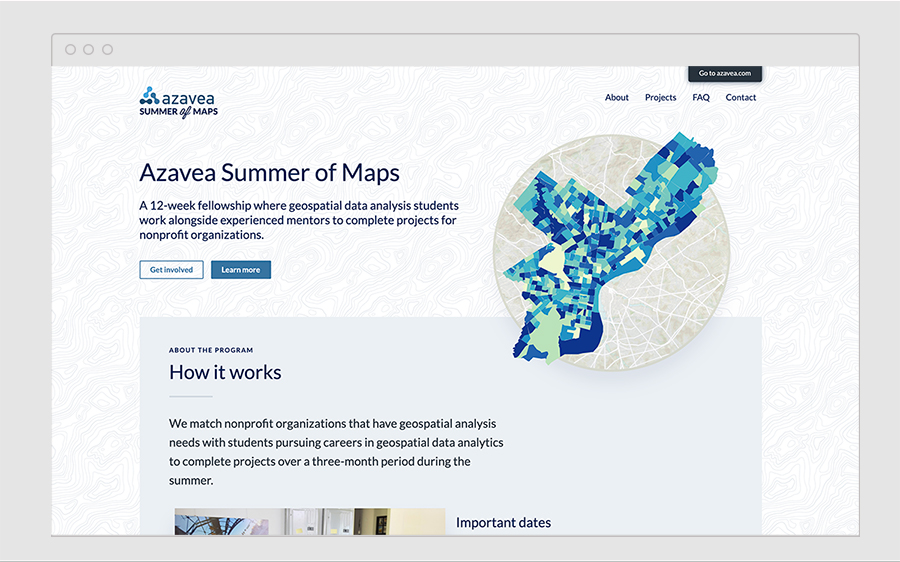 Go to azavea.com
azavea
SUMMER of MAPS
About Projects FAQ Contact
Azavea Summer of Maps
A 12-week fellowship where geospatial data analysis students
work alongside experienced mentors to complete projects for
nonprofit organizations.
Get involved Learn more
ABOUT THE PROGRAM
How it works
We match nonprofit organizations that have geospatial analysis
needs with students pursuing careers in geospatial data analytics
to complete projects over a three-month period during the
summer.
Important dates